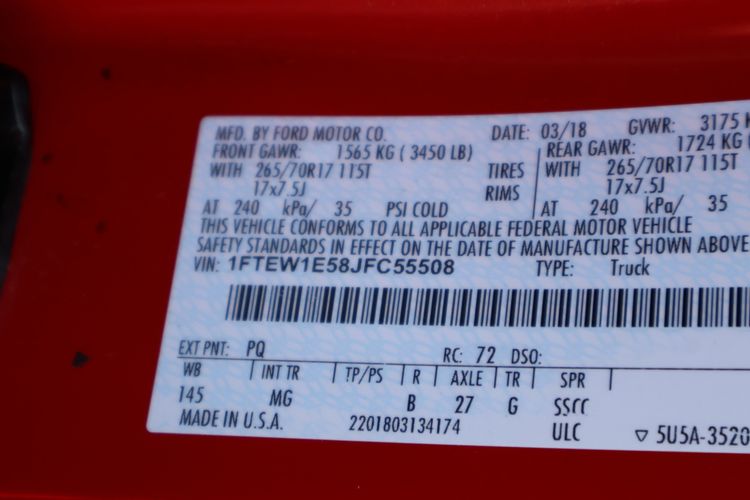 MFD. BY FORD MOTOR CO. DATE: 03/18 GVWR: 3175 K
FRONT GAWR: 1565 KG ( 3450 LB) REAR GAWR: 1724 KG (
WITH 265/70R17 115T TIRES WITH 265/70R17 115T
17x7.5J RIMS 17x7.5J
AT 240 kPa/ 35 PSI COLD AT 240 kPa/ 35
THIS VEHICLE CONFORMS TO ALL APPLICABLE FEDERAL MOTOR VEHICLE
SAFETY STANDARDS IN EFFECT ON THE DATE OF MANUFACTURE SHOWN ABOVE
VIN: 1FTEW1E58JFC55508 TYPE: Truck
EXT PNT: PQ RC: 72 DSO:
WB INT TR TP/PS R AXLE TR SPR
145 MG B 27 G SSCC
MADE IN U.S.A. 2201803134174 ULC ▽ 5U5A-3520